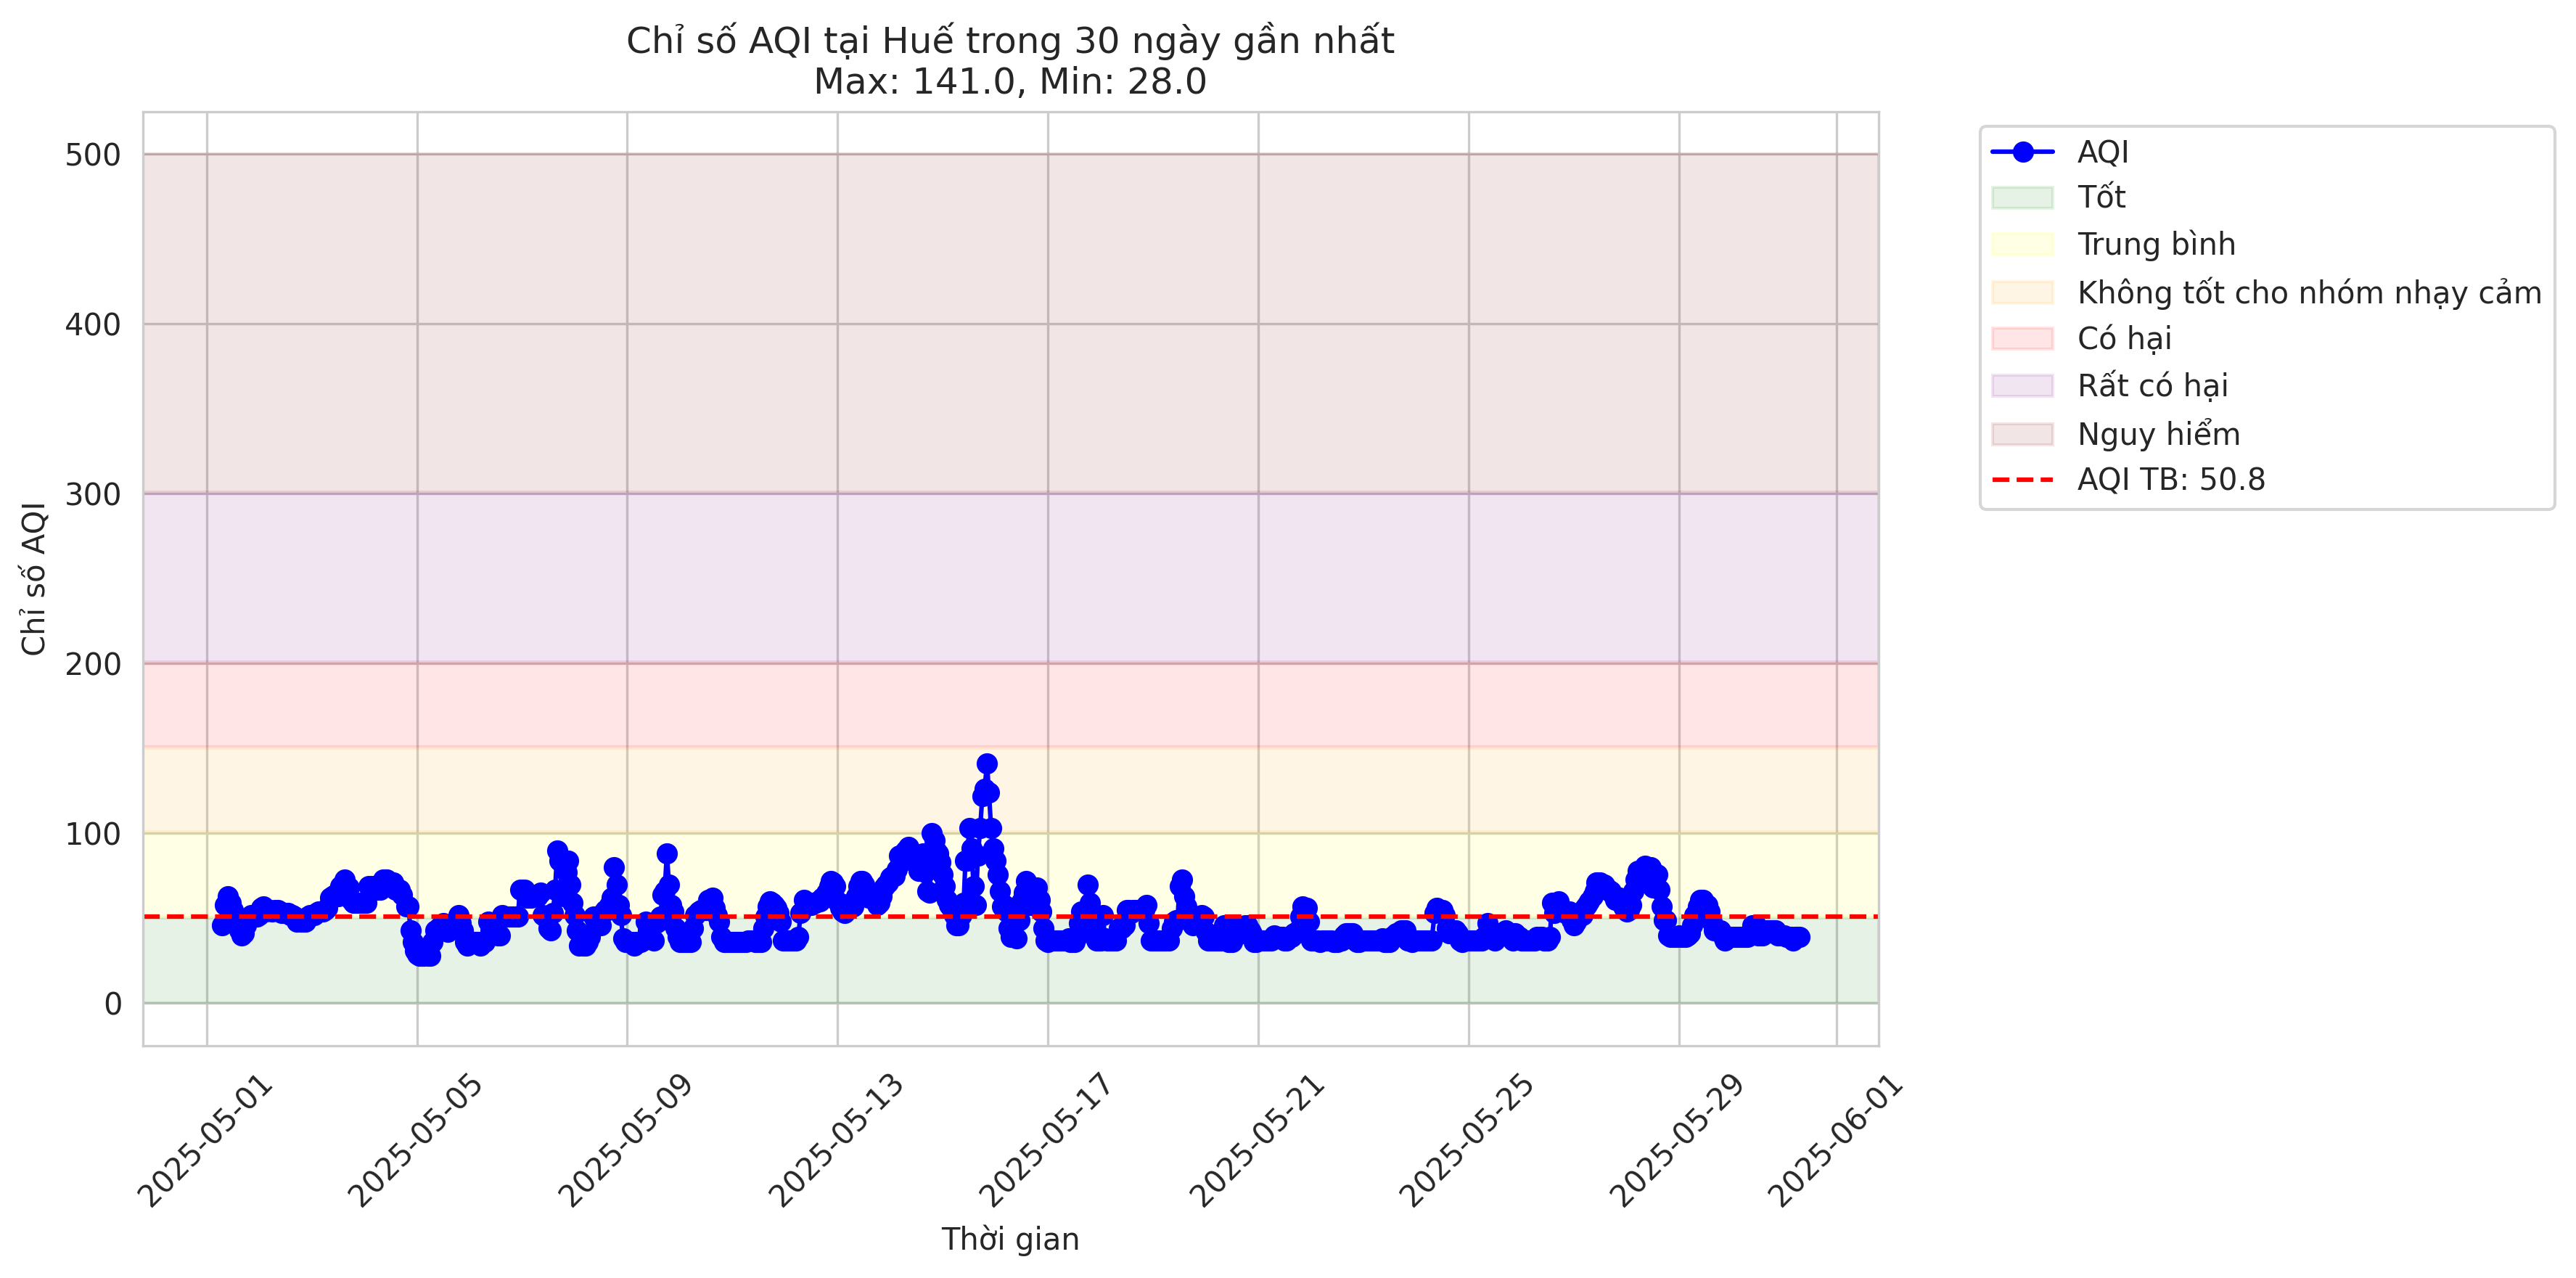 Chỉ số AQI tại Huế trong 30 ngày gần nhất
Max: 141.0, Min: 28.0
Chỉ số AQI
500
400
300
200
100
0
2025-05-01
2025-05-05
2025-05-09
2025-05-13
2025-05-17
2025-05-21
2025-05-25
2025-05-29
2025-06-01
Thời gian
AQI
Tốt
Trung bình
Không tốt cho nhóm nhạy cảm
Có hại
Rất có hại
Nguy hiểm
AQI TB: 50.8